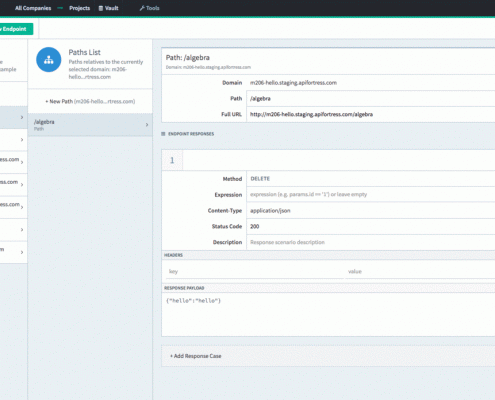 All Companies Projects Vault Tools
Endpoint
Paths List
Paths relatives to the currently
selected domain: m206-
hello...rtress.com
ample
+ New Path (m206-hello...rtress.com)
/algebra
Path
ress.com
ess.com
ress.com
m
Path: /algebra
Domain: m206-hello.staging.apifortress.com
Domain m206-hello.staging.apifortress.com
Path /algebra
Full URL http://m206-hello.staging.apifortress.com/algebra
ENDPOINT RESPONSES
1
Method DELETE
Expression expression (e.g. params.id == '1') or leave empty
Content-Type application/json
Status Code 200
Description Response scenario description
HEADERS
key value
RESPONSE PAYLOAD
{"hello":"hello"}
+ Add Response Case